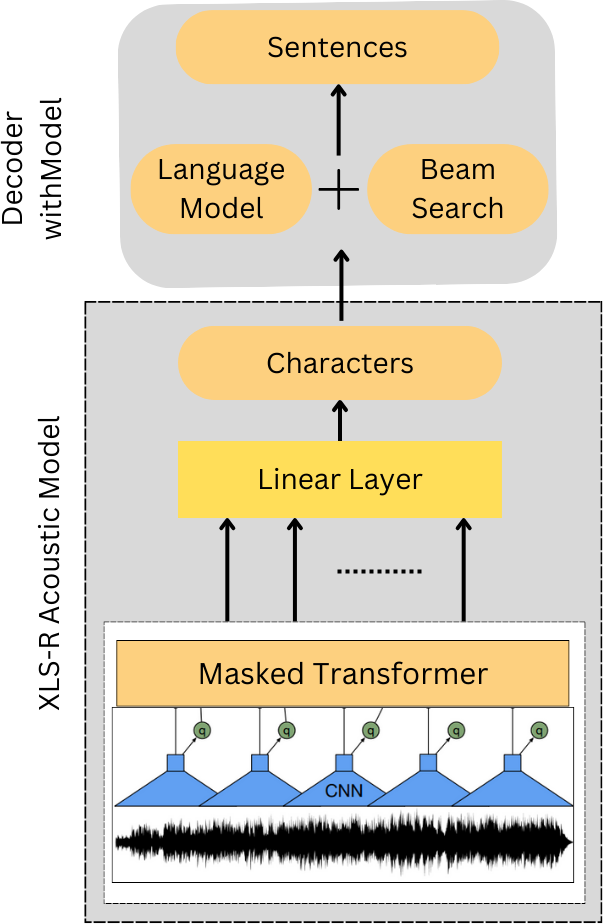 Sentences
Language
Model
Beam
Search
Decoder
withModel
Characters
Linear Layer
XLS-R Acoustic Model
Masked Transformer
q
q
q
q
q
CNN